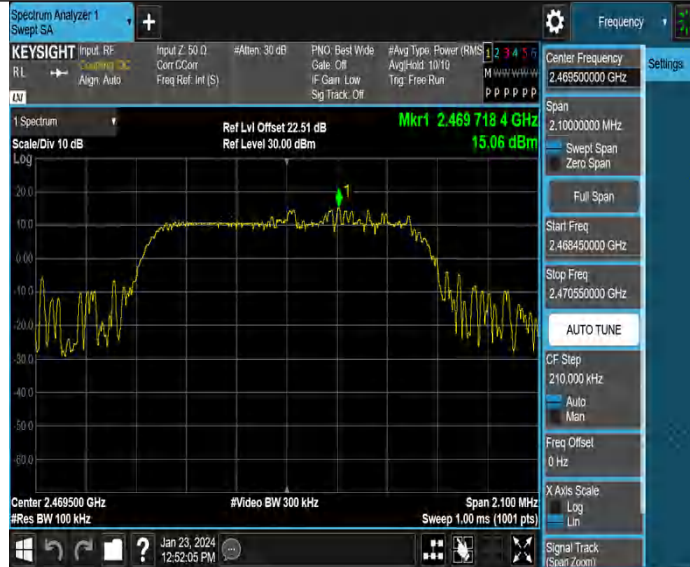 Spectrum Analyzer 1
Swept SA
+
Frequency
KEYSIGHT
RL
Input: RF
Coupling: DC
Align: Auto
Input Z: 50 Ω
Corr CCorr
Freq Ref: Int (S)
#Atten: 30 dB
PNO: Best Wide
Gate: Off
IF Gain: Low
Sig Track: Off
#Avg Type: Power (RMS
Avg|Hold: 10/10
Trig: Free Run
1 2 3 4 5 6
M W W W W W
P P P P P P
LXI
1 Spectrum
Scale/Div 10 dB
Log
Ref Lvl Offset 22.51 dB
Ref Level 30.00 dBm
Mkr1 2.469 718 4 GHz
15.06 dBm
1
20.0
10.0
0.00
-10.0
-20.0
-30.0
-40.0
-50.0
-60.0
Center 2.469500 GHz
#Res BW 100 kHz
#Video BW 300 kHz
Span 2.100 MHz
Sweep 1.00 ms (1001 pts)
Center Frequency
2.469500000 GHz
Settings
Span
2.10000000 MHz
Swept Span
Zero Span
Full Span
Start Freq
2.468450000 GHz
Stop Freq
2.470550000 GHz
AUTO TUNE
CF Step
210.000 kHz
Auto
Man
Freq Offset
0 Hz
X Axis Scale
Log
Lin
Signal Track
(Span Zoom)
?
Jan 23, 2024
12:52:05 PM